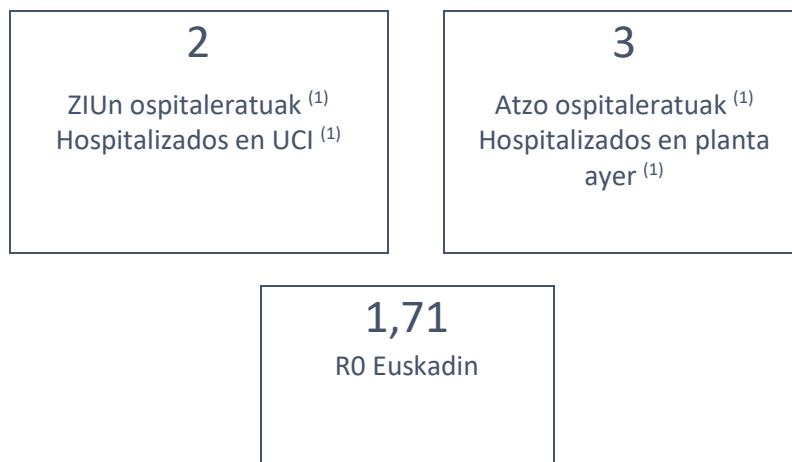 2
ZIUn ospitaleratuak (1)
Hospitalizados en UCI (1)
3
Atzo ospitaleratuak (1)
Hospitalizados en planta
ayer (1)
1,71
R0 Euskadin